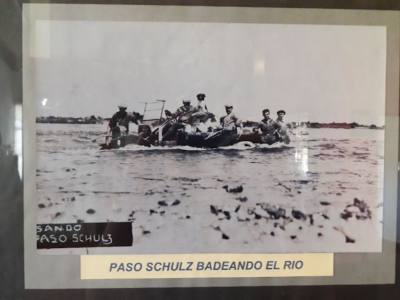 SANDO
PASO SCHULZ
PASO SCHULZ BADEANDO EL RIO